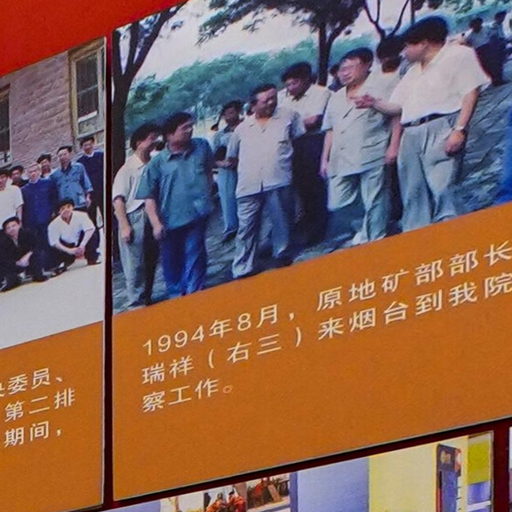 1994年8月，原地矿部部长
瑞祥（右三）来烟台到我院
察工作。
委员、
第二排
期间，